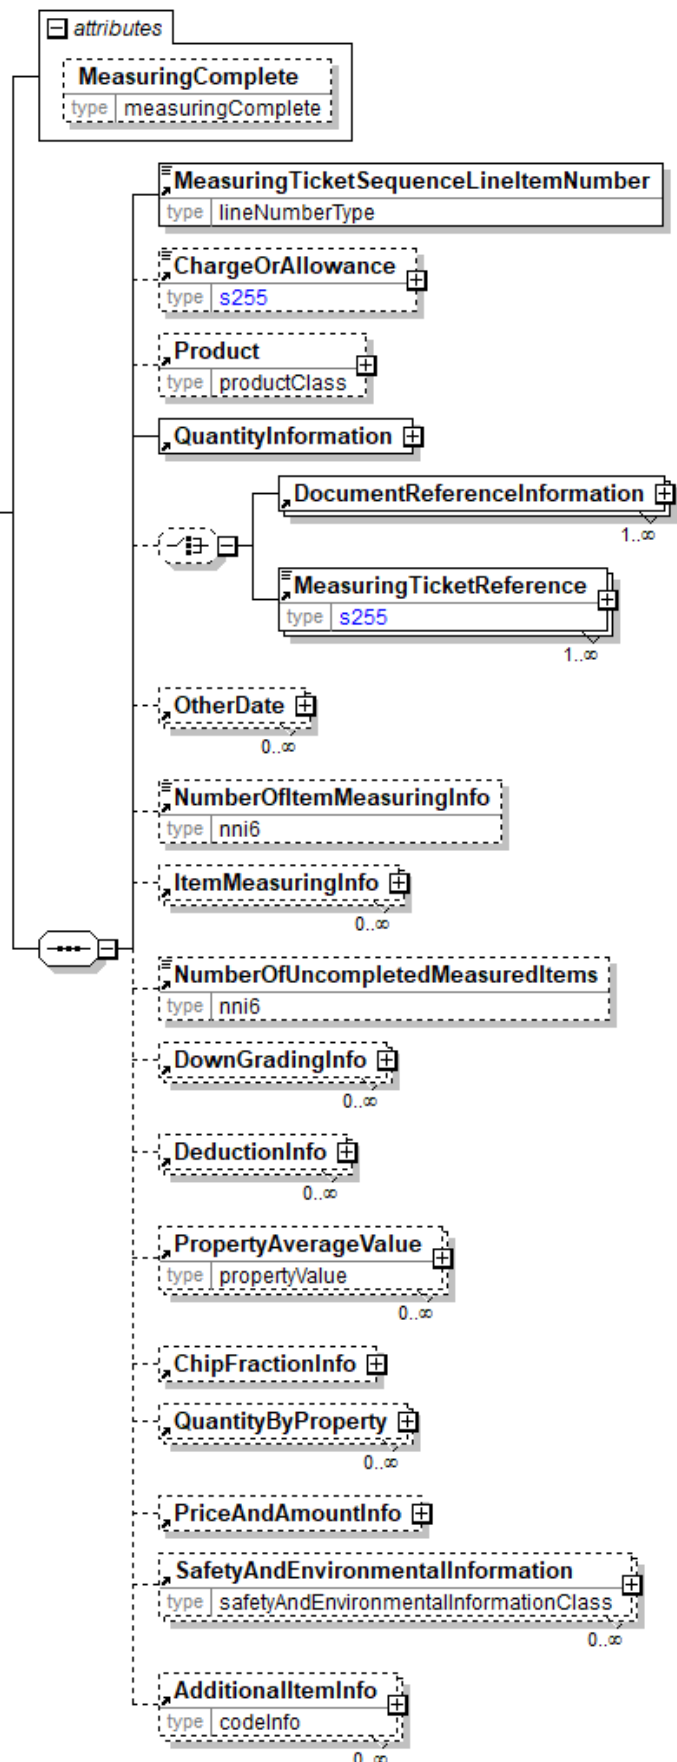 attributes
MeasuringComplete
type measuringComplete
MeasuringTicketSequenceLineItemNumber
type lineNumberType
ChargeOrAllowance
type s255
Product
type productClass
QuantityInformation
DocumentReferenceInformation
1..∞
MeasuringTicketReference
type s255
1..∞
OtherDate
0..∞
NumberOfItemMeasuringInfo
type nni6
ItemMeasuringInfo
0..∞
NumberOfUncompletedMeasuredItems
type nni6
DownGradingInfo
0..∞
DeductionInfo
0..∞
PropertyAverageValue
type propertyValue
0..∞
ChipFractionInfo
QuantityByProperty
0..∞
PriceAndAmountInfo
SafetyAndEnvironmentalInformation
type safetyAndEnvironmentalInformationClass
0..∞
AdditionalItemInfo
type codeInfo
0..∞